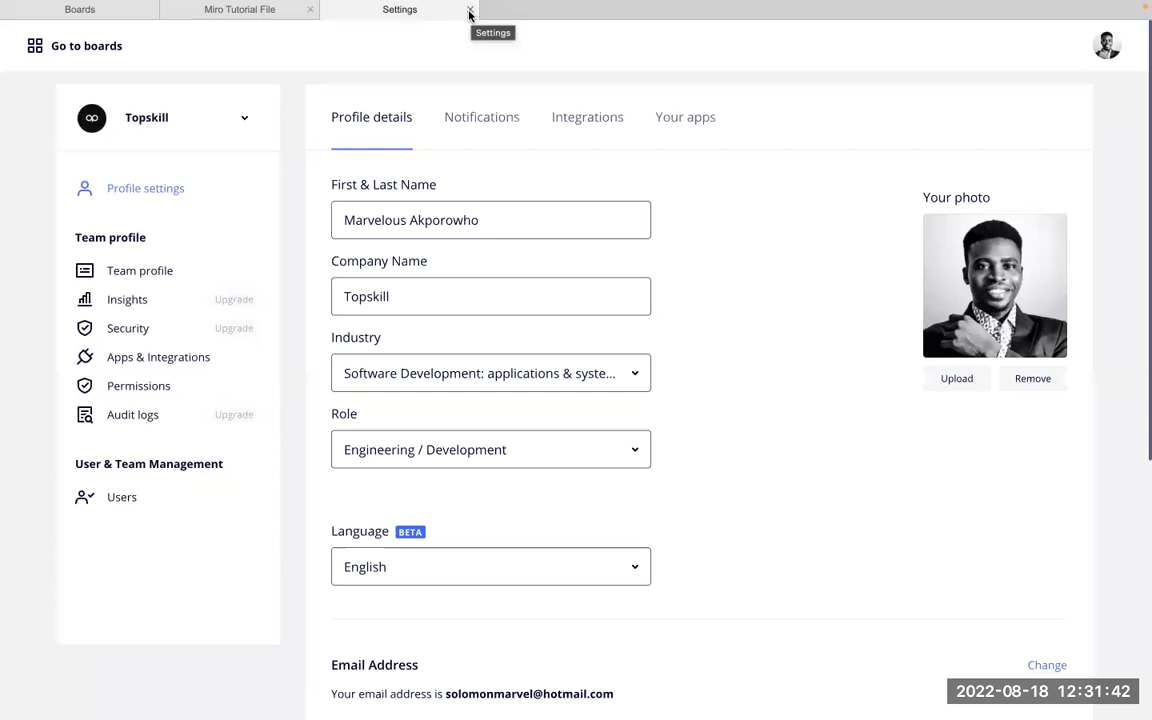 Boards
Miro Tutorial File
Settings
Settings
Go to boards
Topskill
Profile settings
Team profile
Team profile
Insights Upgrade
Security Upgrade
Apps & Integrations
Permissions
Audit logs Upgrade
User & Team Management
Users
Profile details Notifications Integrations Your apps
First & Last Name
Marvelous Akporowho
Company Name
Topskill
Industry
Software Development: applications & syste...
Role
Engineering / Development
Language BETA
English
Email Address
Change
Your email address is solomonmarvel@hotmail.com
Your photo
Upload Remove
2022-08-18 12:31:42